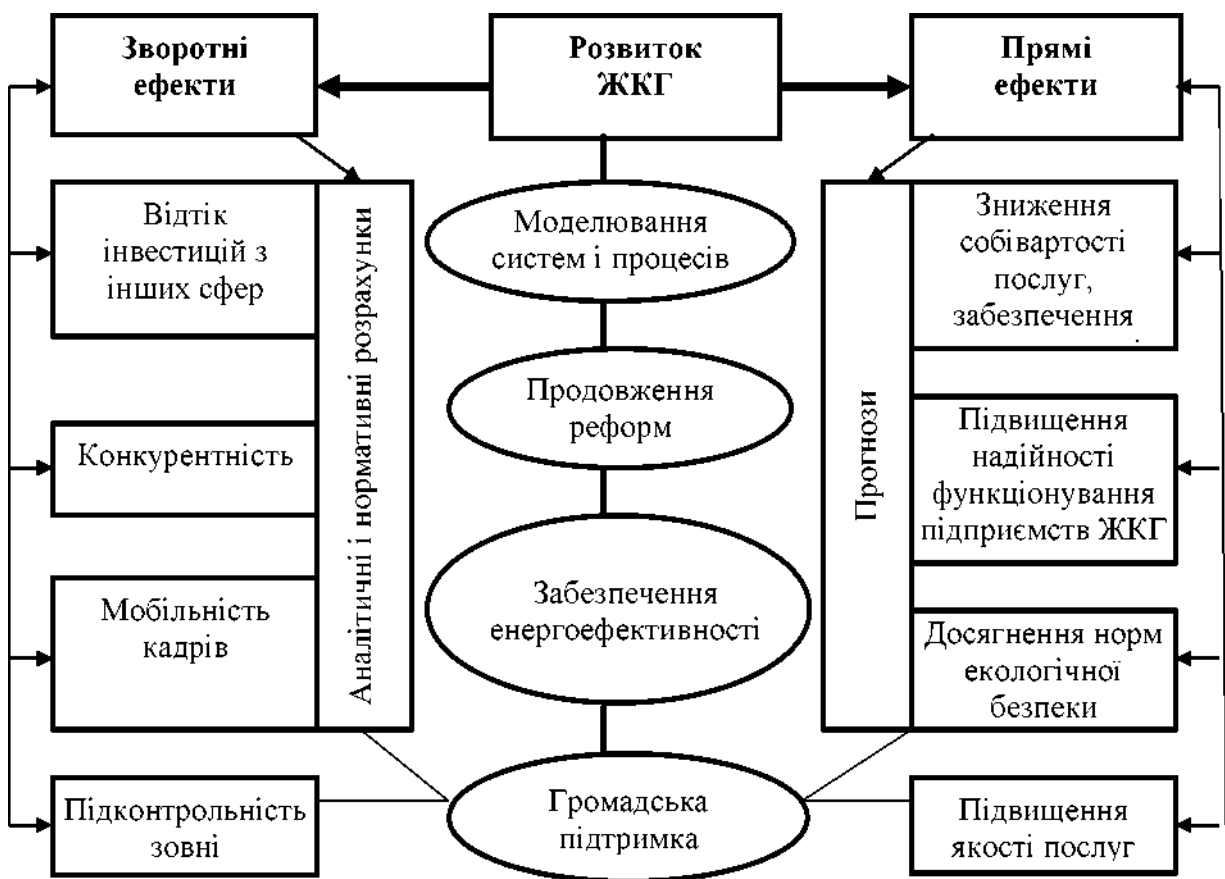 Зворотні
ефекти
Розвиток
ЖКГ
Прямі
ефекти
Відтік
інвестицій з
інших сфер
Конкурентність
Мобільність
кадрів
Підконтрольність
зовні
Аналітичні і нормативні розрахунки
Моделювання
систем і процесів
Продовження
реформ
Забезпечення
енергоефективності
Громадська
підтримка
Прогнози
Зниження
собівартості
послуг,
забезпечення
Підвищення
надійності
функціонування
підприємств ЖКГ
Досягнення норм
екологічної
безпеки
Підвищення
якості послуг